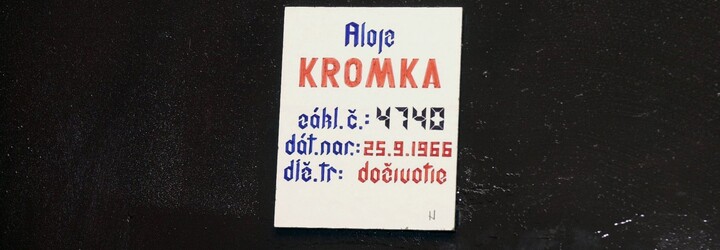 Alojz
KROMKA
zákl.č.: 4740
dát.nar.: 25.9.1966
dĺž.tr: doživotie
N